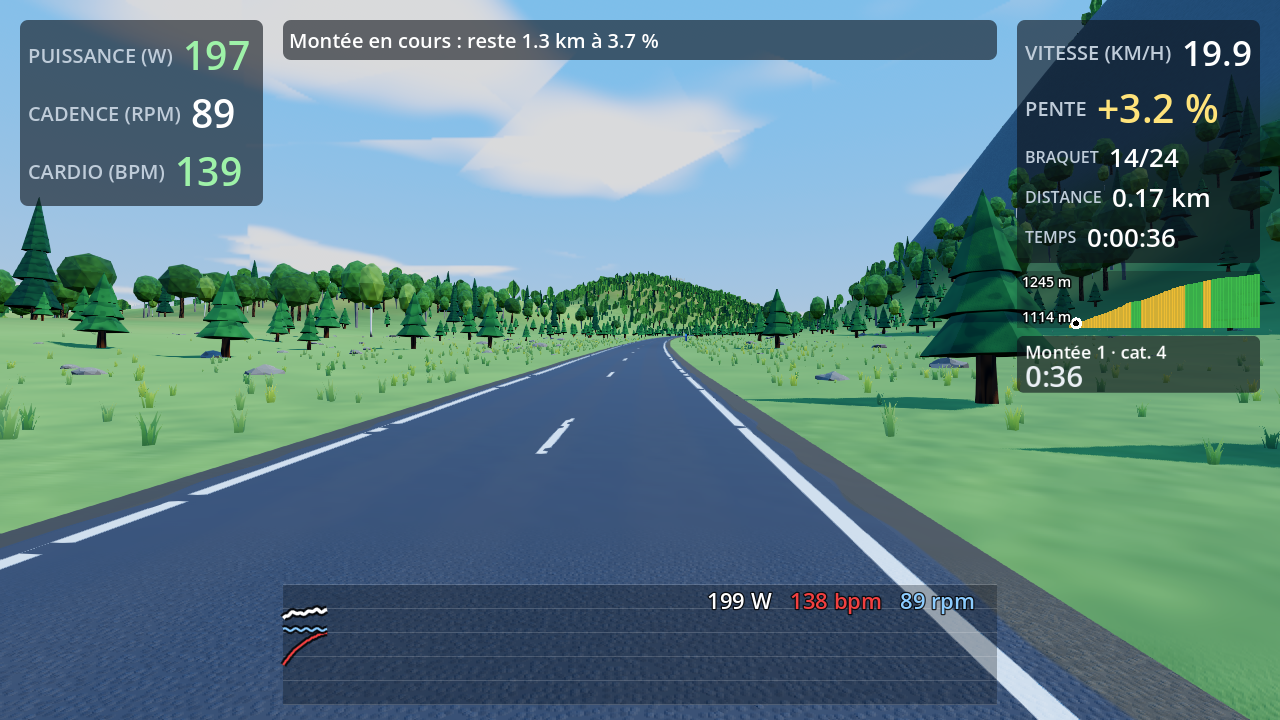 PUISSANCE (W) 197
CADENCE (RPM) 89
CARDIO (BPM) 139
Montée en cours : reste 1.3 km à 3.7 %
VITESSE (KM/H) 19.9
PENTE +3.2 %
BRAQUET 14/24
DISTANCE 0.17 km
TEMPS 0:00:36
1245 m
1114 m
Montée 1 · cat. 4
0:36
199 W 138 bpm 89 rpm